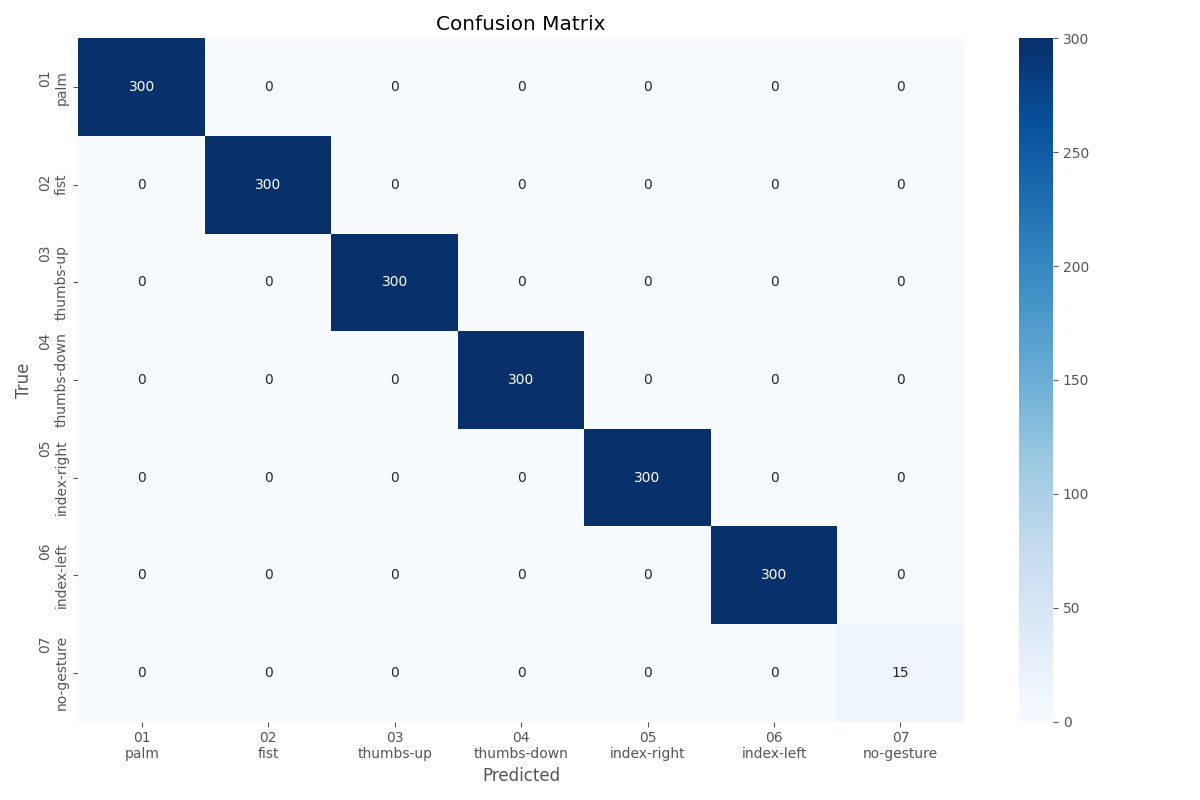 Confusion Matrix
01
palm
300 0 0 0 0 0 0
02
fist
0 300 0 0 0 0 0
03
thumbs-up
0 0 300 0 0 0 0
04
thumbs-down
0 0 0 300 0 0 0
05
index-right
0 0 0 0 300 0 0
06
index-left
0 0 0 0 0 300 0
07
no-gesture
0 0 0 0 0 0 15
True
01 02 03 04 05 06 07
palm fist thumbs-up thumbs-down index-right index-left no-gesture
Predicted
300
250
200
150
100
50
0